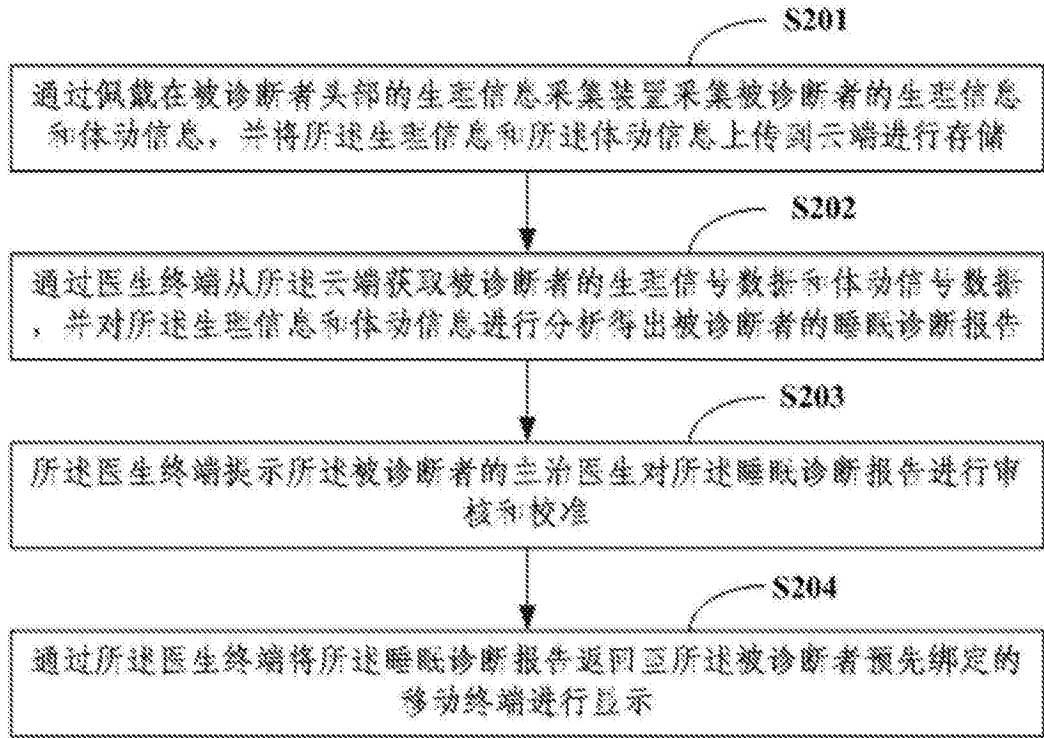 S201
通过佩戴在被诊断者头部的生理信息采集装置采集被诊断者的生理信息
和体动信息，并将所述生理信息和所述体动信息上传到云端进行存储
S202
通过医生终端从所述云端获取被诊断者的生理信号数据和体动信号数据
，并对所述生理信息和体动信息进行分析得出被诊断者的睡眠诊断报告
S203
所述医生终端提示所述被诊断者的主治医生对所述睡眠诊断报告进行审
核和校准
S204
通过所述医生终端将所述睡眠诊断报告返回至所述被诊断者预先绑定的
移动终端进行显示